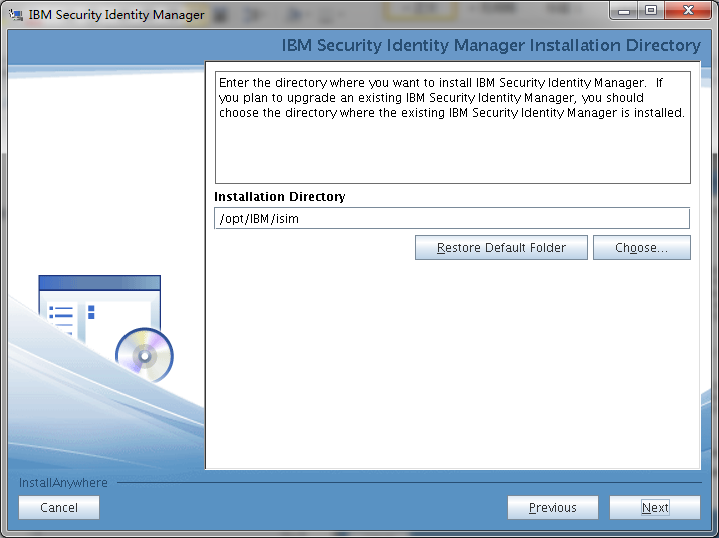 IBM Security Identity Manager
IBM Security Identity Manager Installation Directory
Enter the directory where you want to install IBM Security Identity Manager.  If
you plan to upgrade an existing IBM Security Identity Manager, you should
choose the directory where the existing IBM Security Identity Manager is installed.
Installation Directory
/opt/IBM/isim
Restore Default Folder
Choose...
InstallAnywhere
Cancel
Previous
Next